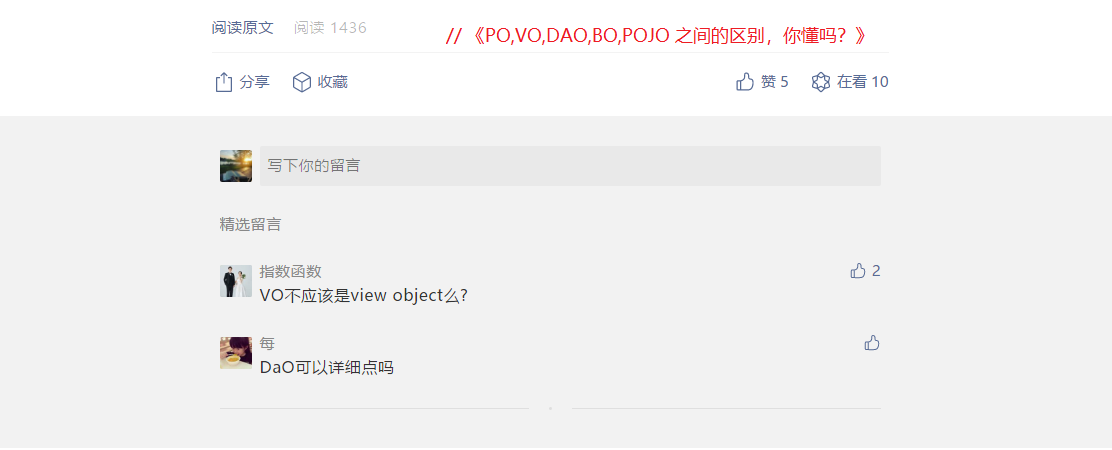 阅读原文 阅读 1436
// 《PO,VO,DAO,BO,POJO 之间的区别，你懂吗？》
分享 收藏 赞 5 在看 10
写下你的留言
精选留言
指数函数 2
VO不应该是view object么?
每
DaO可以详细点吗